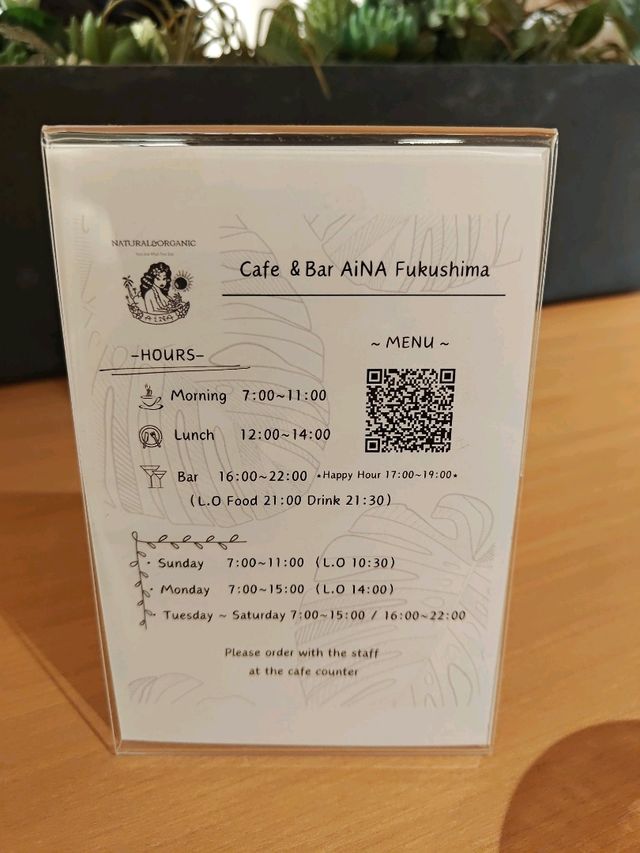 NATURAL&ORGANIC
AiNA
Cafe & Bar AiNA Fukushima
-HOURS-
~ MENU ~
Morning 7:00~11:00
Lunch 12:00~14:00
Bar 16:00~22:00 ⋆Happy Hour 17:00~19:00⋆
(L.O Food 21:00 Drink 21:30)
· Sunday 7:00~11:00 (L.O 10:30)
· Monday 7:00~15:00 (L.O 14:00)
· Tuesday ~ Saturday 7:00~15:00 / 16:00~22:00
Please order with the staff
at the cafe counter